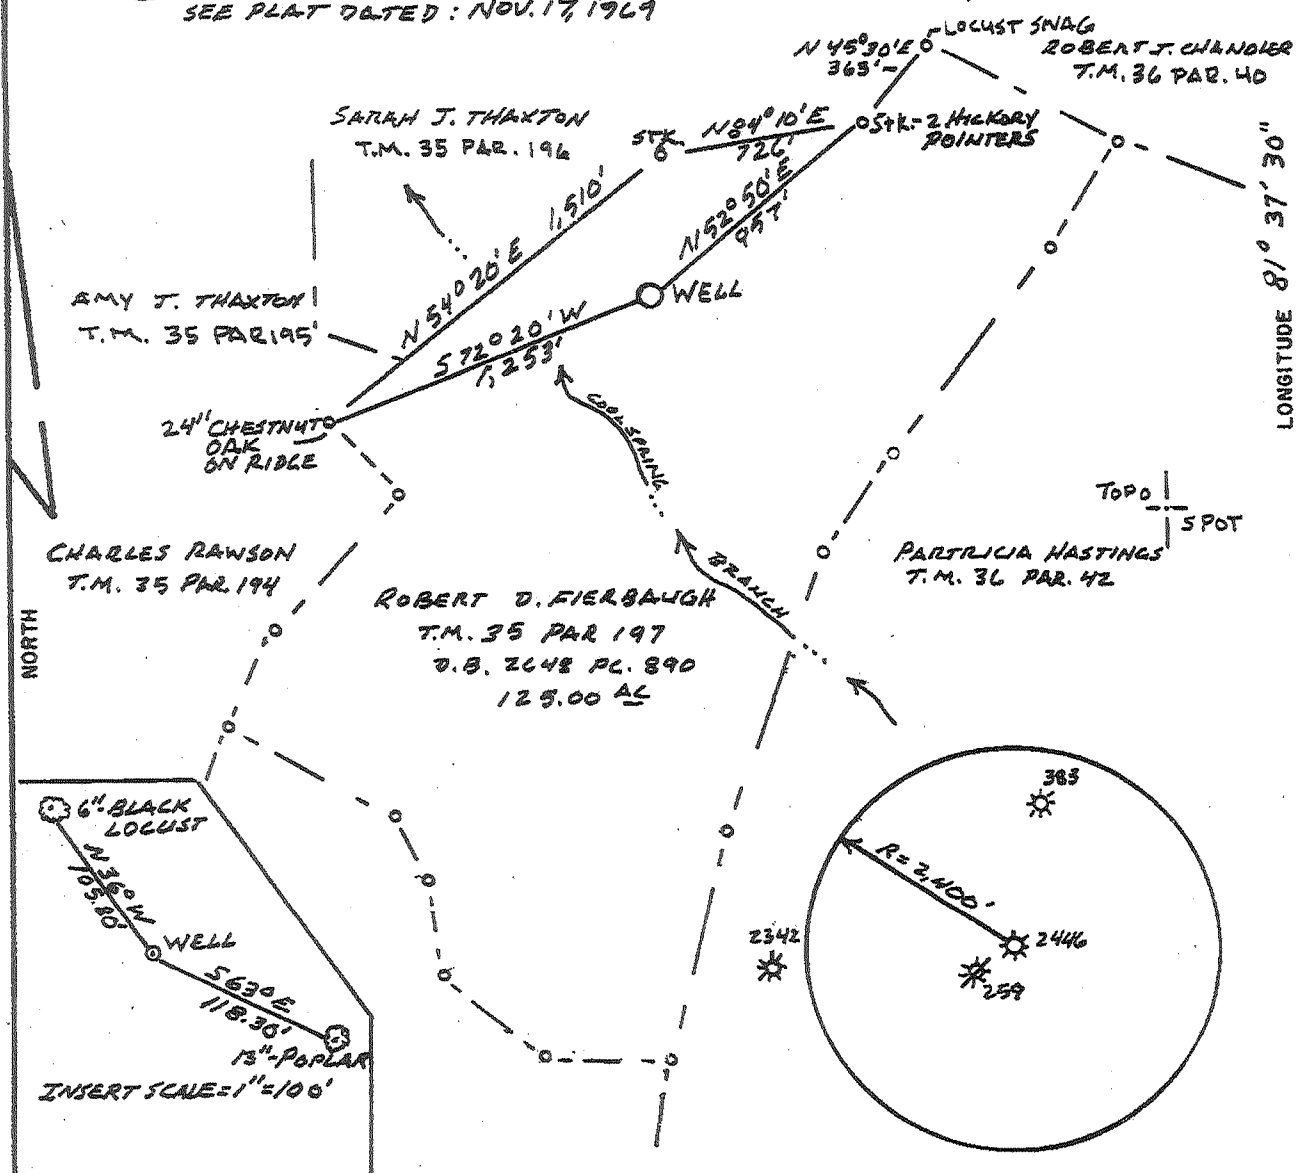 SEE PLAT DATED: NOV. 17, 1969
LOCUST SNAG
N 45° 30' E
363'
ROBERT J. CHANDLER
T.M. 36 PAR. 40
SARAH J. THAXTON
T.M. 35 PAR. 196
STK.
N 84° 10' E
726'
Stk.-2 HICKORY
POINTERS
LONGITUDE 81° 37' 30"
1,510'
N 54° 20' E
N 52° 50' E
957'
AMY J. THAXTON
T.M. 35 PAR 195
WELL
S 72° 20' W
1,253'
24" CHESTNUT
OAK
ON RIDGE
COOL SPRING
TOPO
SPOT
CHARLES RAWSON
T.M. 35 PAR. 194
PARTRICIA HASTINGS
T.M. 36 PAR. 42
BRANCH
ROBERT D. FIERBAUGH
T.M. 35 PAR 197
D.B. 2648 PG. 890
125.00 AC
NORTH
6"-BLACK
LOCUST
N 36° W
105.80'
WELL
S 63° E
118.30'
13"-POPLAR
INSERT SCALE=1"=100'
383
R=2,400'
2342
2446
259